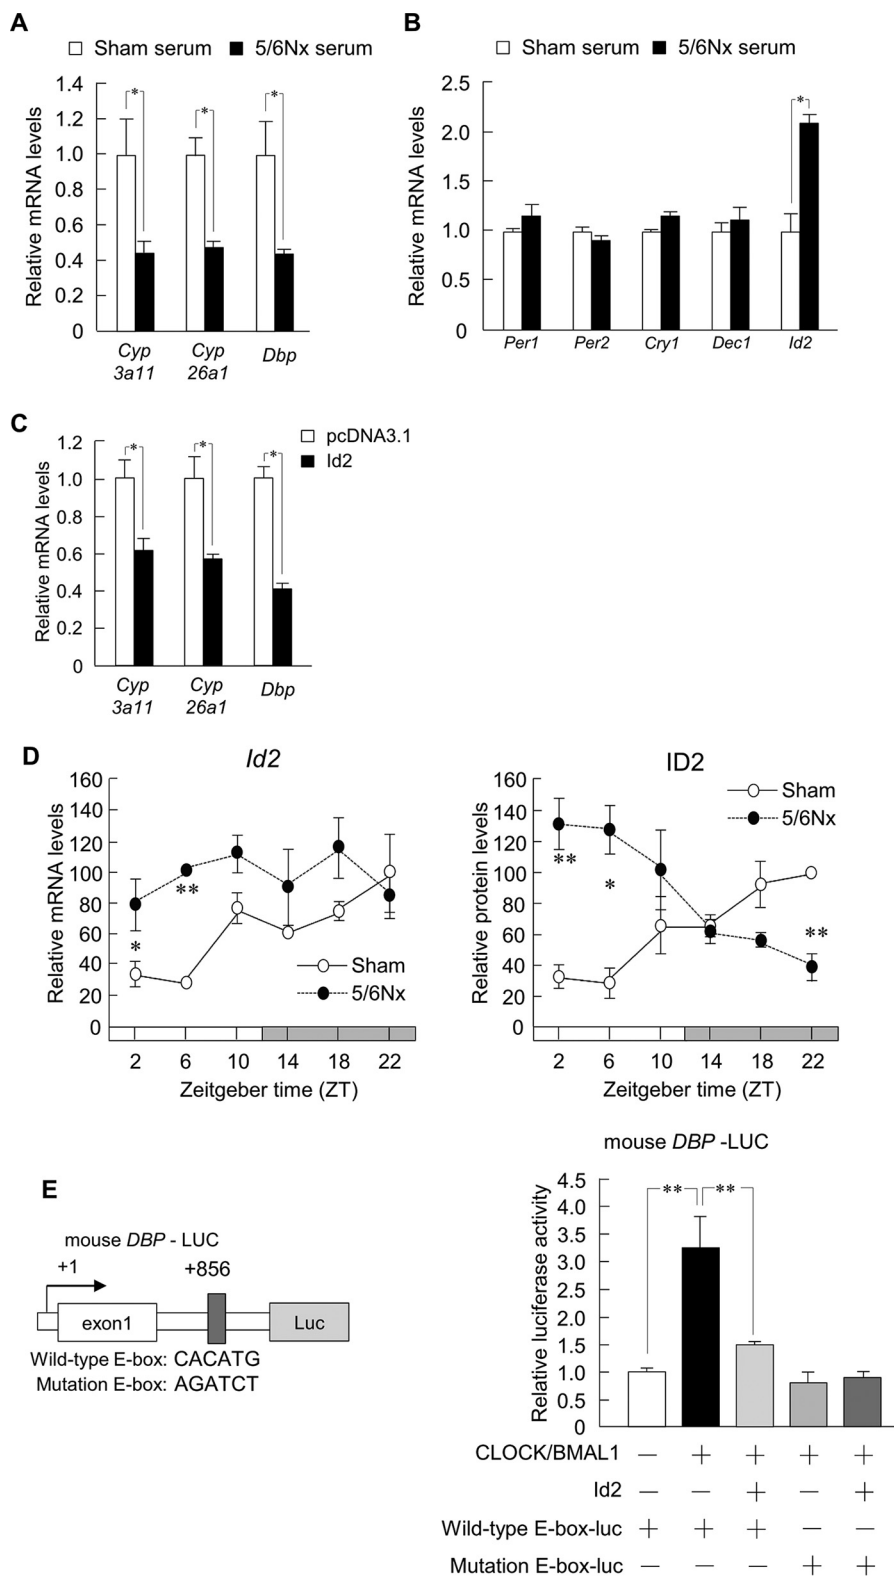 A
Sham serum 5/6Nx serum
Relative mRNA levels
1.4
1.2
1.0
0.8
0.6
0.4
0.2
0
* * *
Cyp 3a11
Cyp 26a1
Dbp
B
Sham serum 5/6Nx serum
Relative mRNA levels
2.5
2.0
1.5
1.0
0.5
0
*
Per1 Per2 Cry1 Dec1 Id2
C
pcDNA3.1
Id2
Relative mRNA levels
1.2
1.0
0.8
0.6
0.4
0.2
0
* * *
Cyp 3a11
Cyp 26a1
Dbp
D
Id2
Relative mRNA levels
160
140
120
100
80
60
40
20
0
*
**
Sham
5/6Nx
2 6 10 14 18 22
Zeitgeber time (ZT)
ID2
Relative protein levels
160
140
120
100
80
60
40
20
0
Sham
5/6Nx
**
*
**
2 6 10 14 18 22
Zeitgeber time (ZT)
E
mouse DBP - LUC
+1 +856
exon1 Luc
Wild-type E-box: CACATG
Mutation E-box: AGATCT
mouse DBP -LUC
Relative luciferase activity
4.5
4.0
3.5
3.0
2.5
2.0
1.5
1.0
0.5
0
** **
CLOCK/BMAL1 — + + + +
Id2 — — + — +
Wild-type E-box-luc + + + — —
Mutation E-box-luc — — — + +